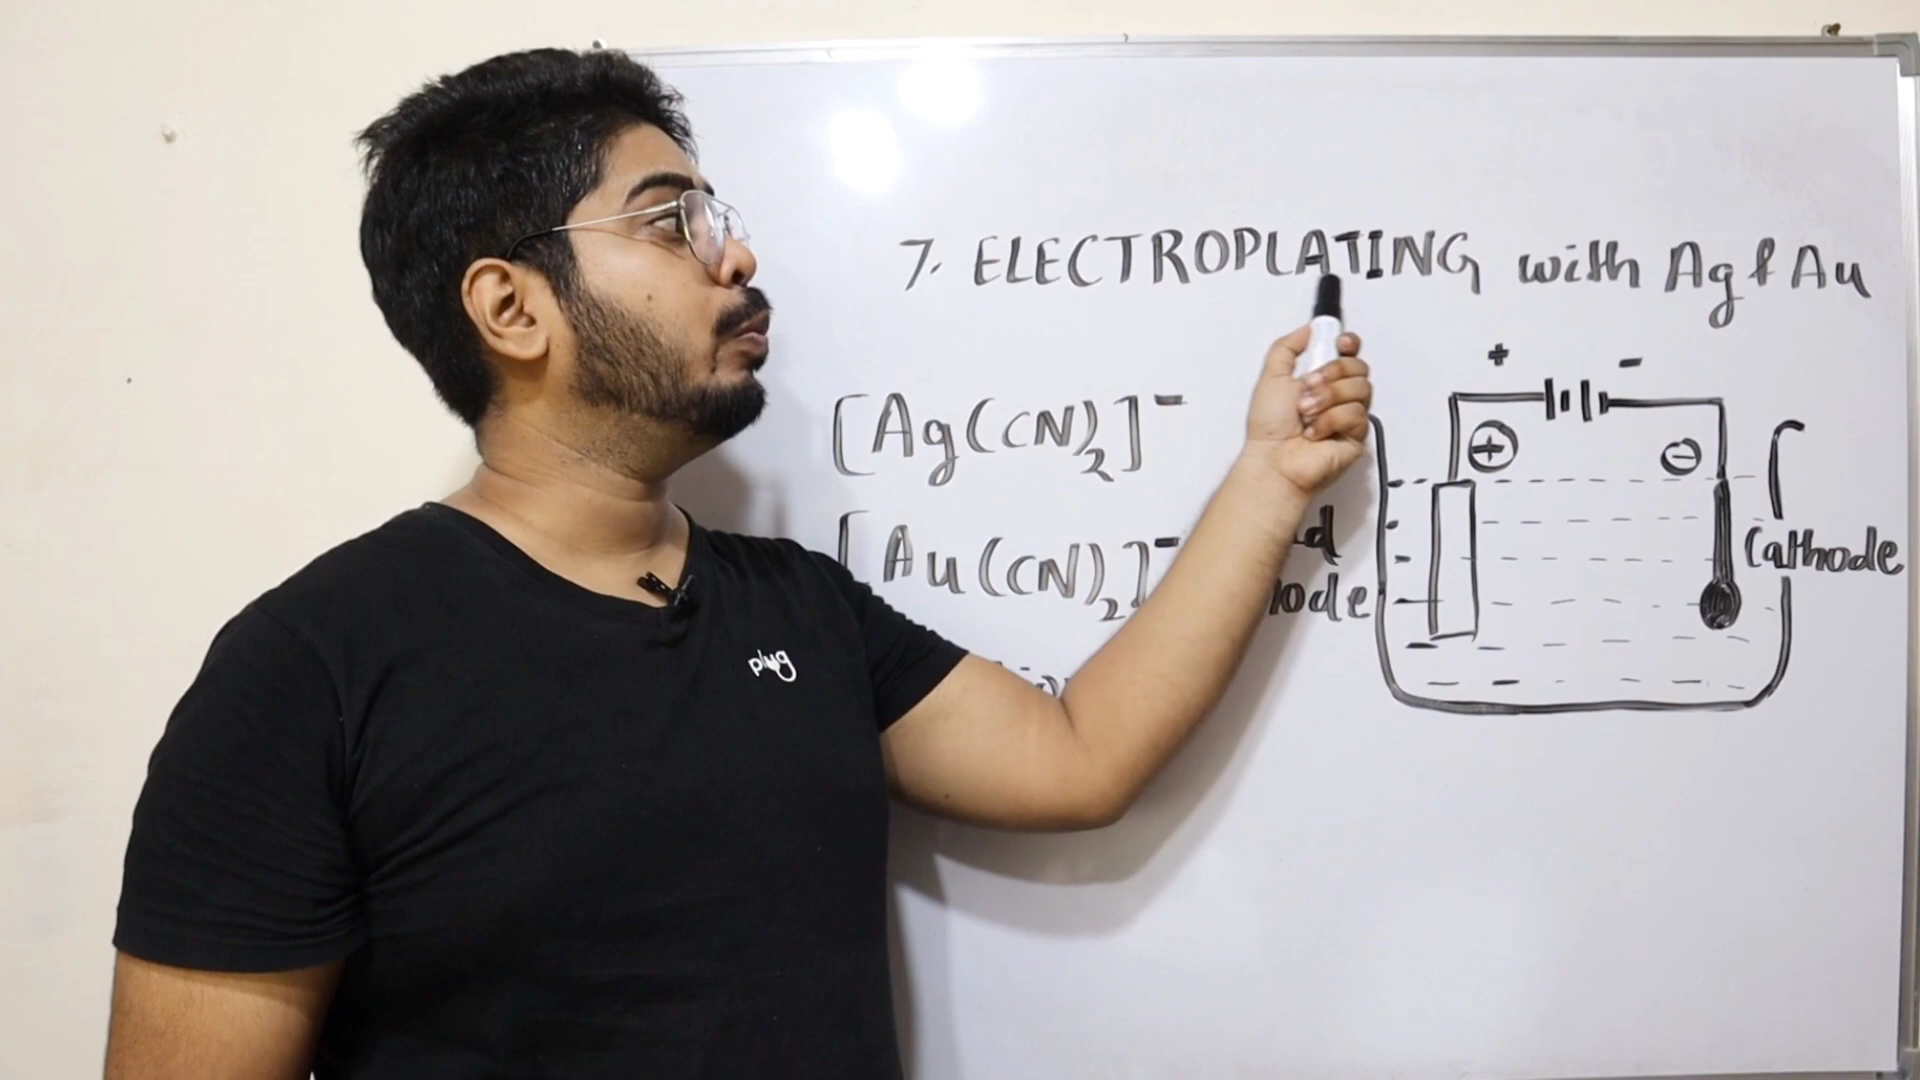 7. ELECTROPLATING with Ag & Au
+ -
[Ag(CN)2]-
+ -
[Au(CN)2]-
Cathode
plug